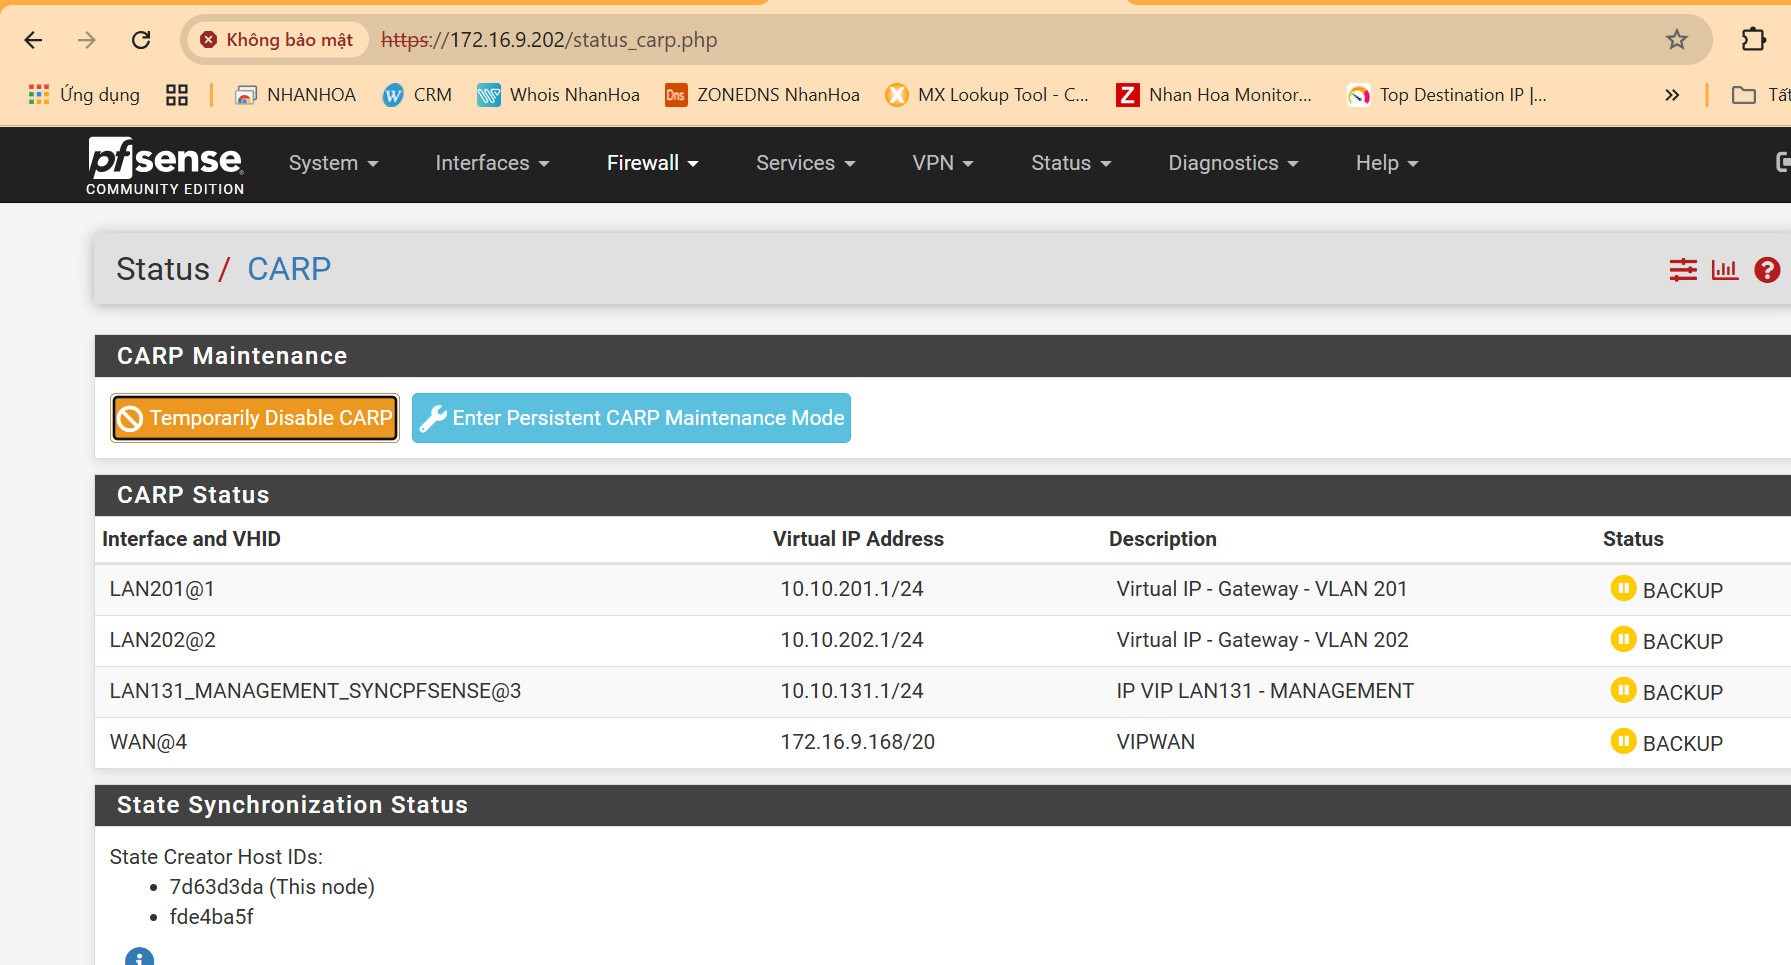 Không bảo mật https://172.16.9.202/status_carp.php
Ứng dụng NHANHOA CRM Whois NhanHoa Dns ZONEDNS NhanHoa MX Lookup Tool - C... Z Nhan Hoa Monitor... Top Destination IP |...
pfsense
COMMUNITY EDITION
System Interfaces Firewall Services VPN Status Diagnostics Help
Status / CARP
CARP Maintenance
Temporarily Disable CARP Enter Persistent CARP Maintenance Mode
CARP Status
Interface and VHID Virtual IP Address Description Status
LAN201@1 10.10.201.1/24 Virtual IP - Gateway - VLAN 201 BACKUP
LAN202@2 10.10.202.1/24 Virtual IP - Gateway - VLAN 202 BACKUP
LAN131_MANAGEMENT_SYNCPFSENSE@3 10.10.131.1/24 IP VIP LAN131 - MANAGEMENT BACKUP
WAN@4 172.16.9.168/20 VIPWAN BACKUP
State Synchronization Status
State Creator Host IDs:
• 7d63d3da (This node)
• fde4ba5f